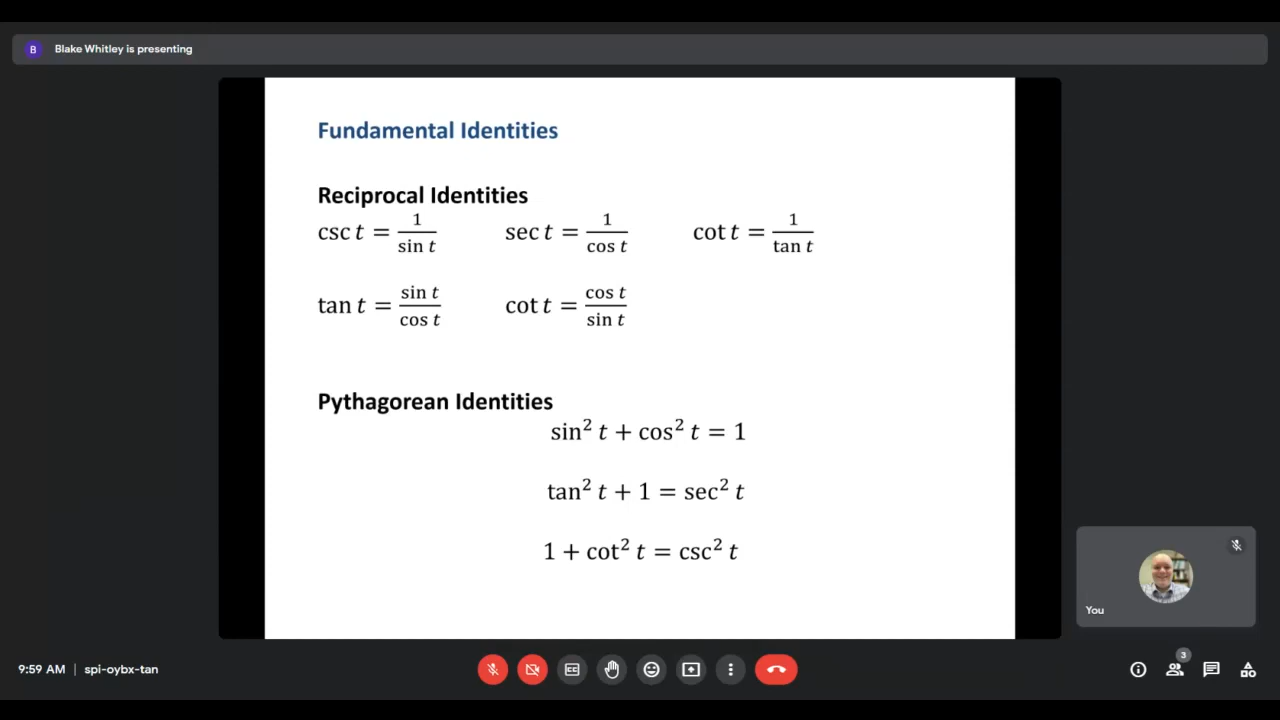 B Blake Whitley is presenting
Fundamental Identities
Reciprocal Identities
csc t = 1/sin t sec t = 1/cos t cot t = 1/tan t
tan t = sin t/cos t cot t = cos t/sin t
Pythagorean Identities
sin² t + cos² t = 1
tan² t + 1 = sec² t
1 + cot² t = csc² t
You
9:59 AM | spi-oybx-tan
CC
3